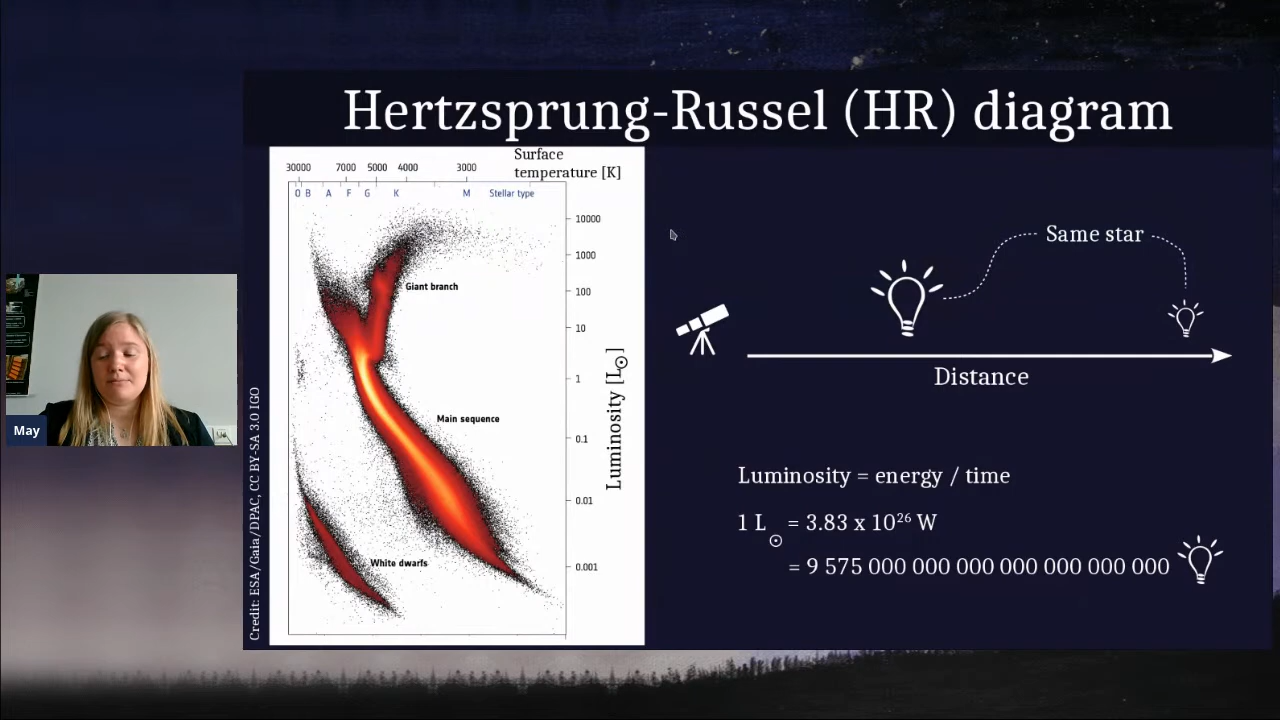 Hertzsprung-Russel (HR) diagram
Surface
temperature [K]
30000 7000 5000 4000 3000
O B A F G K M Stellar type
10000
1000
100
10
1
0.1
0.01
0.001
Giant branch
Main sequence
White dwarfs
Luminosity [L☉]
Credit: ESA/Gaia/DPAC, CC BY-SA 3.0 IGO
Same star
Distance
Luminosity = energy / time
1 L☉ = 3.83 x 10²⁶ W
= 9 575 000 000 000 000 000 000 000
May